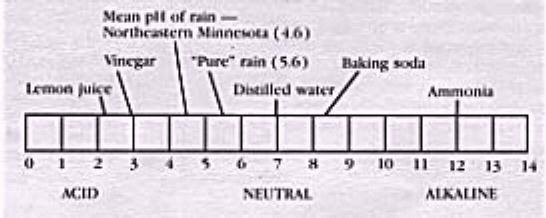 Mean pH of rain —
Northeastern Minnesota (4.6)
Vinegar "Pure" rain (5.6) Baking soda
Lemon juice Distilled water Ammonia
0 1 2 3 4 5 6 7 8 9 10 11 12 13 14
ACID NEUTRAL ALKALINE